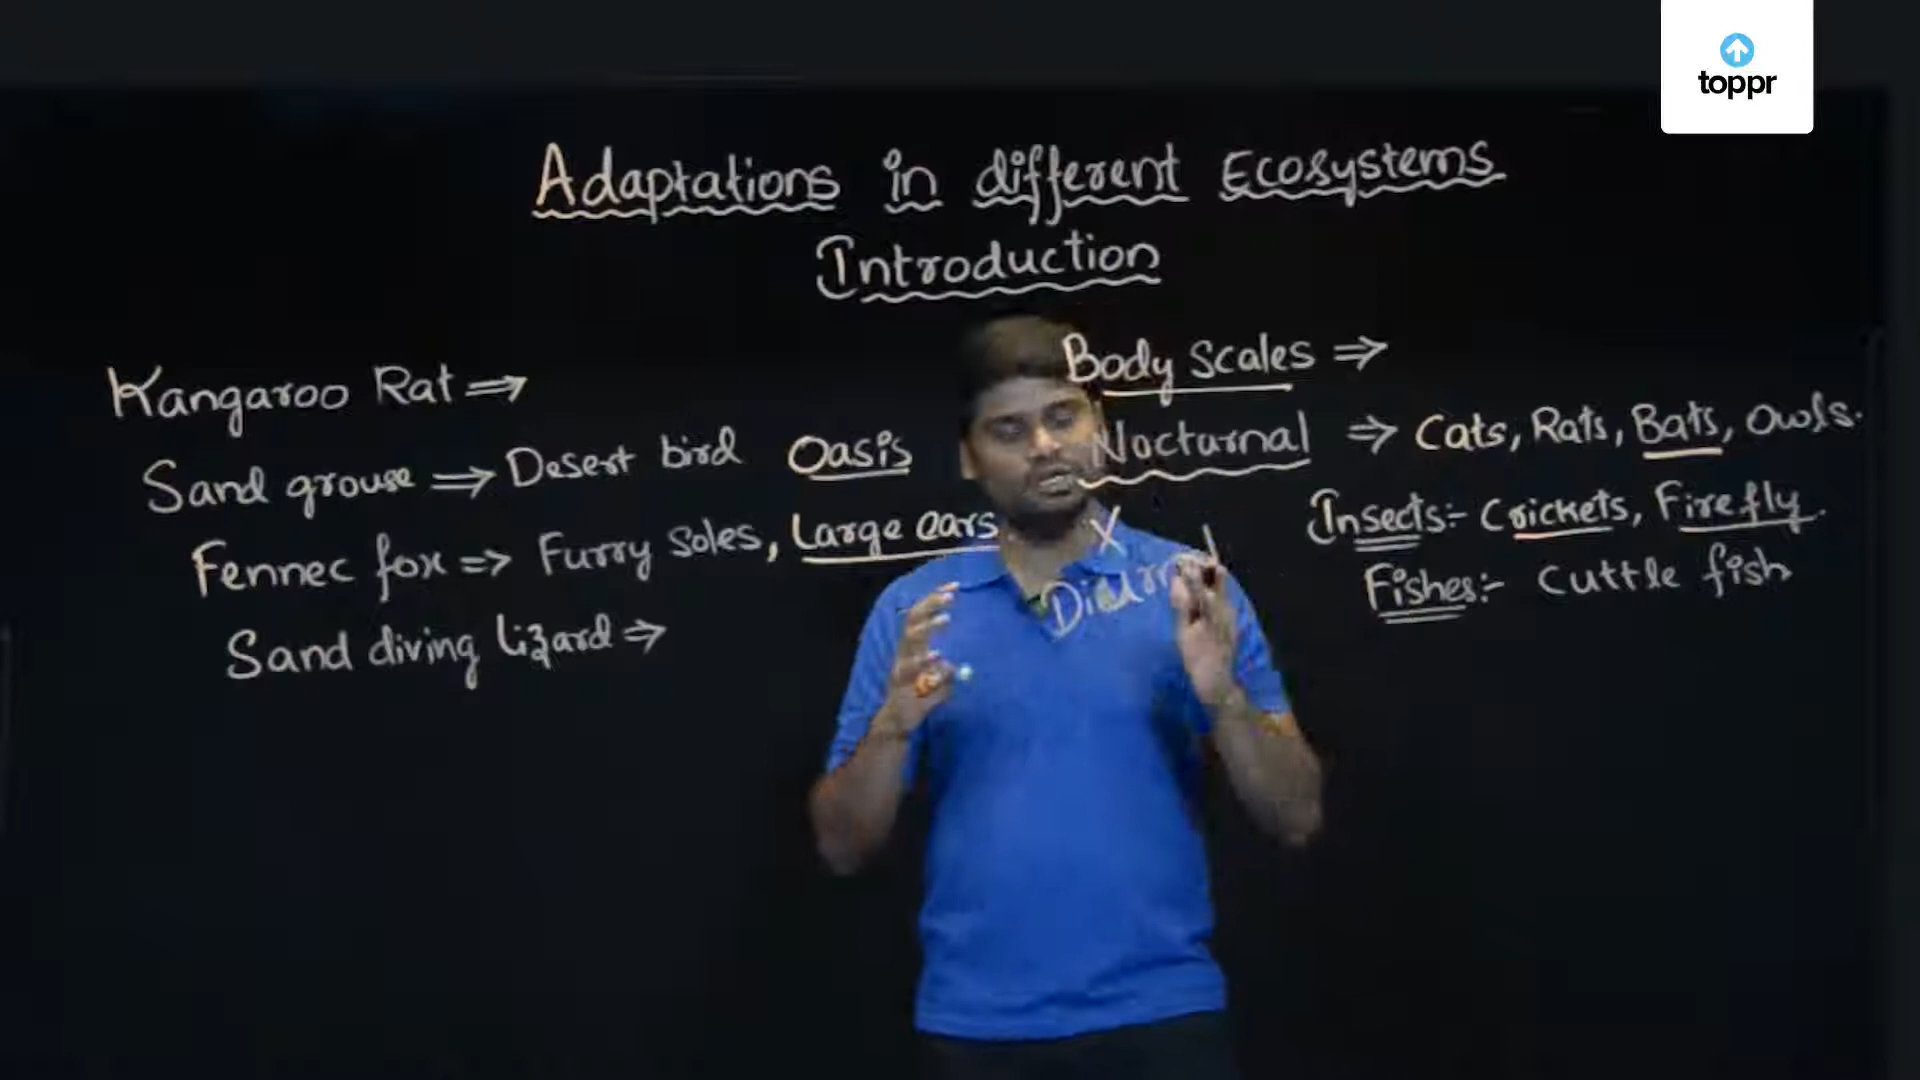 toppr
Adaptations in different Ecosystems
Introduction
Kangaroo Rat ⇒
Sand grouse ⇒ Desert bird Oasis
Fennec fox => Furry soles, Large ears
Sand diving lizard ⇒
Body scales ⇒
Nocturnal ⇒ Cats, Rats, Bats, Owls.
X
Insects:- Crickets, Firefly.
Fishes:- Cuttle fish